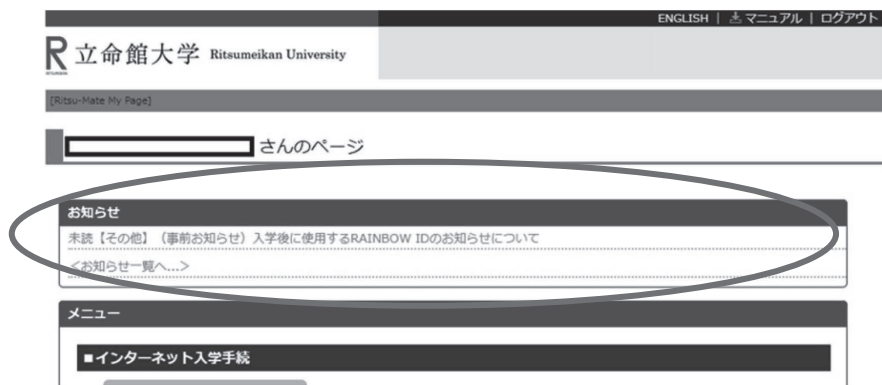 ENGLISH | マニュアル | ログアウト
R 立命館大学 Ritsumeikan University
[Ritsu-Mate My Page]
さんのページ
お知らせ
未読【その他】（事前お知らせ）入学後に使用するRAINBOW IDのお知らせについて
<お知らせ一覧へ...>
メニュー
■インターネット入学手続